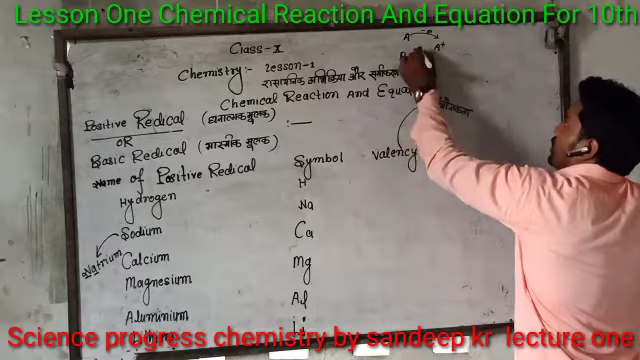 Lesson One Chemical Reaction And Equation For 10th
Class-X
A -e A+
Chemistry:- Lesson-1
रासायनिक अभिक्रिया और समीकरण
Chemical Reaction And Equa
Positive Redical (धनात्मक मुलक) :—
OR
Basic Redical (भास्मीक मुलक)
Name of Positive Redical Symbol Valency
Hydrogen H
Sodium Na
Natrium
Calcium Ca
Magnesium Mg
Aluminium Al
Li
Science progress chemistry by sandeep kr lecture one